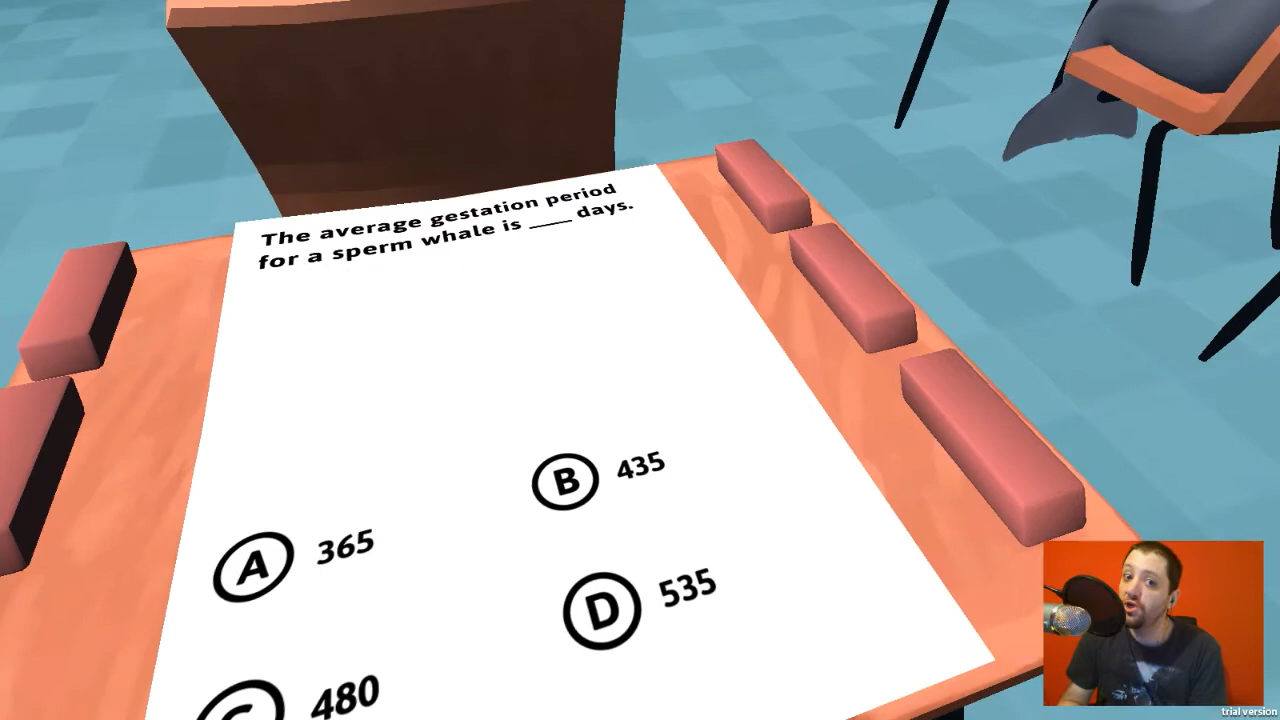 The average gestation period
for a sperm whale is ____ days.
B 435
A 365
D 535
C 480
trial version